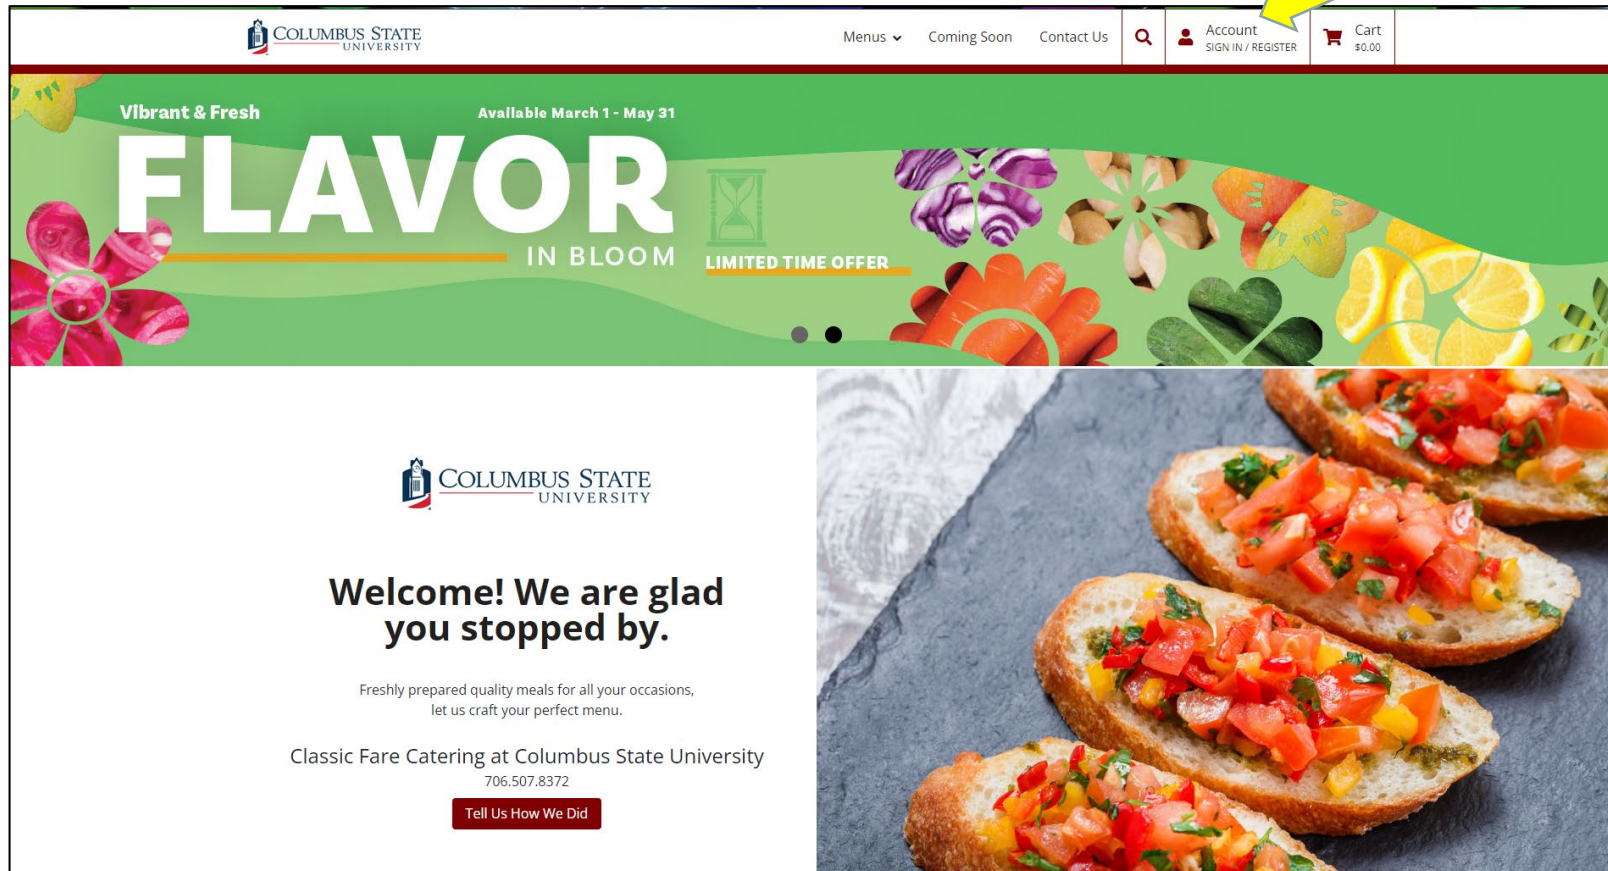 COLUMBUS STATE
UNIVERSITY
Menus
Coming Soon
Contact Us
Account
SIGN IN / REGISTER
Cart
$0.00
Vibrant & Fresh
Available March 1 - May 31
FLAVOR
IN BLOOM
LIMITED TIME OFFER
COLUMBUS STATE
UNIVERSITY
Welcome! We are glad
you stopped by.
Freshly prepared quality meals for all your occasions,
let us craft your perfect menu.
Classic Fare Catering at Columbus State University
706.507.8372
Tell Us How We Did